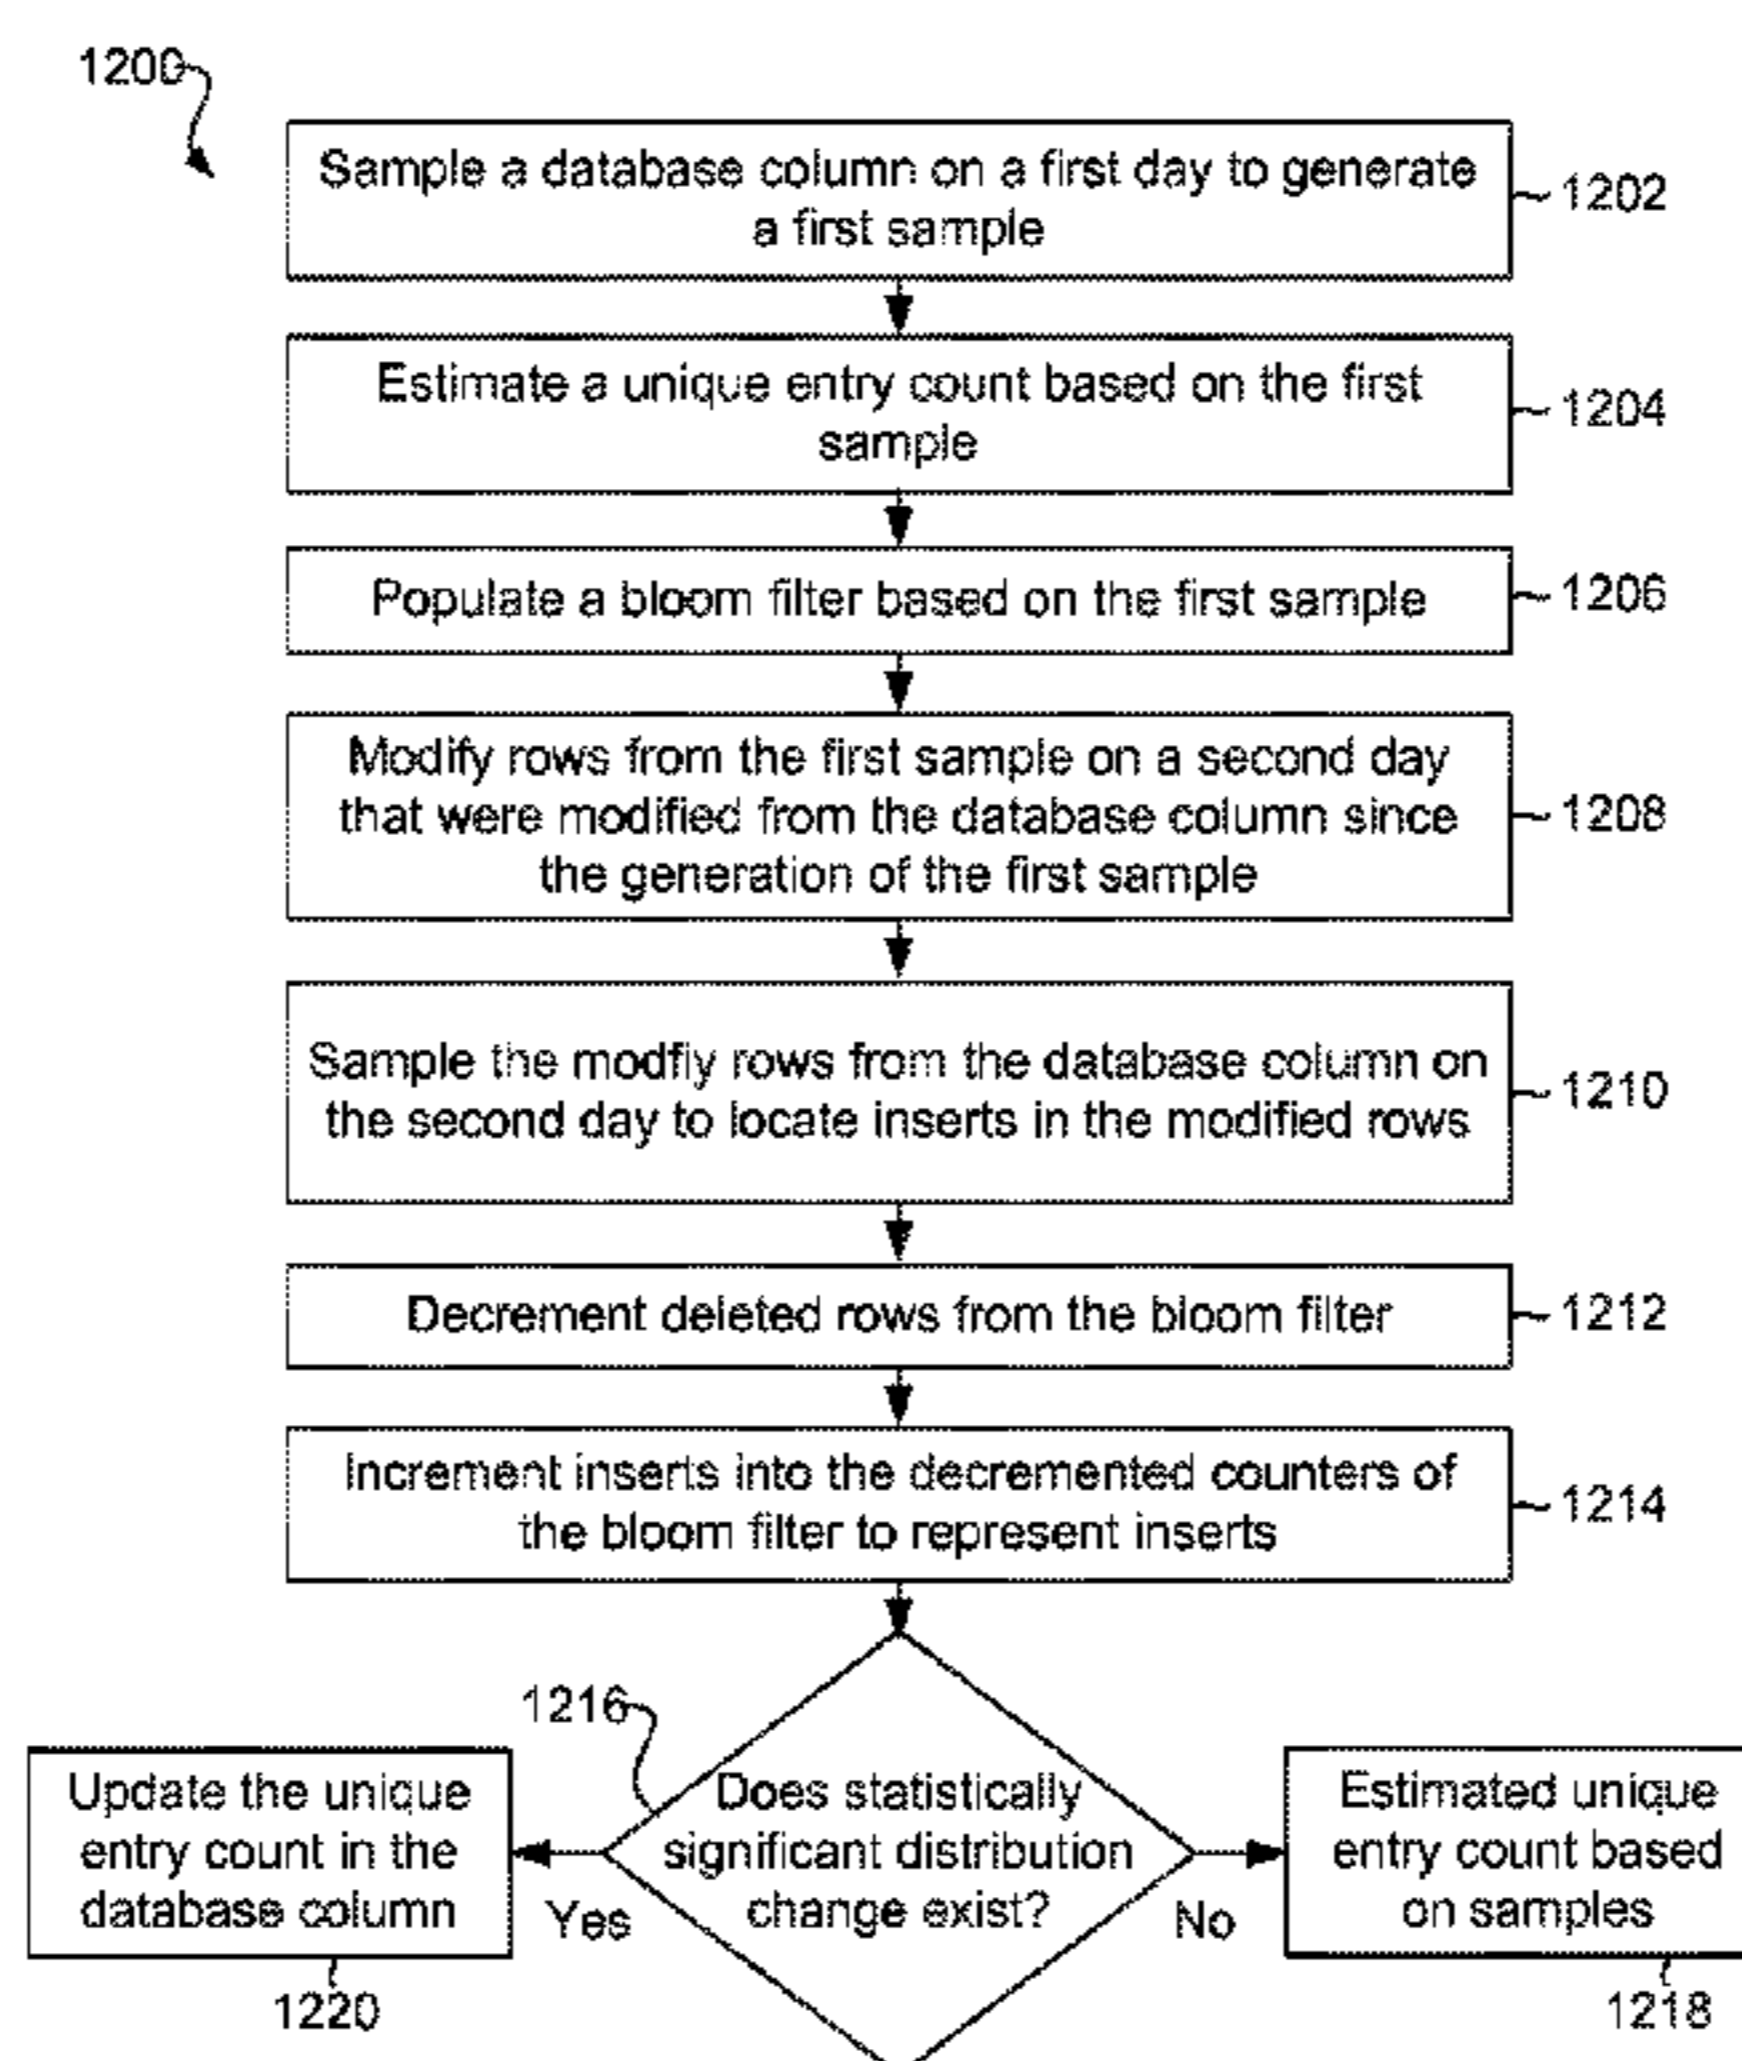 1200
Sample a database column on a first day to generate
a first sample
1202
Estimate a unique entry count based on the first
sample
1204
Populate a bloom filter based on the first sample
1206
Modify rows from the first sample on a second day
that were modified from the database column since
the generation of the first sample
1208
Sample the modfiy rows from the database column on
the second day to locate inserts in the modified rows
1210
Decrement deleted rows from the bloom filter
1212
Increment inserts into the decremented counters of
the bloom filter to represent inserts
1214
1216
Does statistically
significant distribution
change exist?
Yes
No
Update the unique
entry count in the
database column
1220
Estimated unique
entry count based
on samples
1218